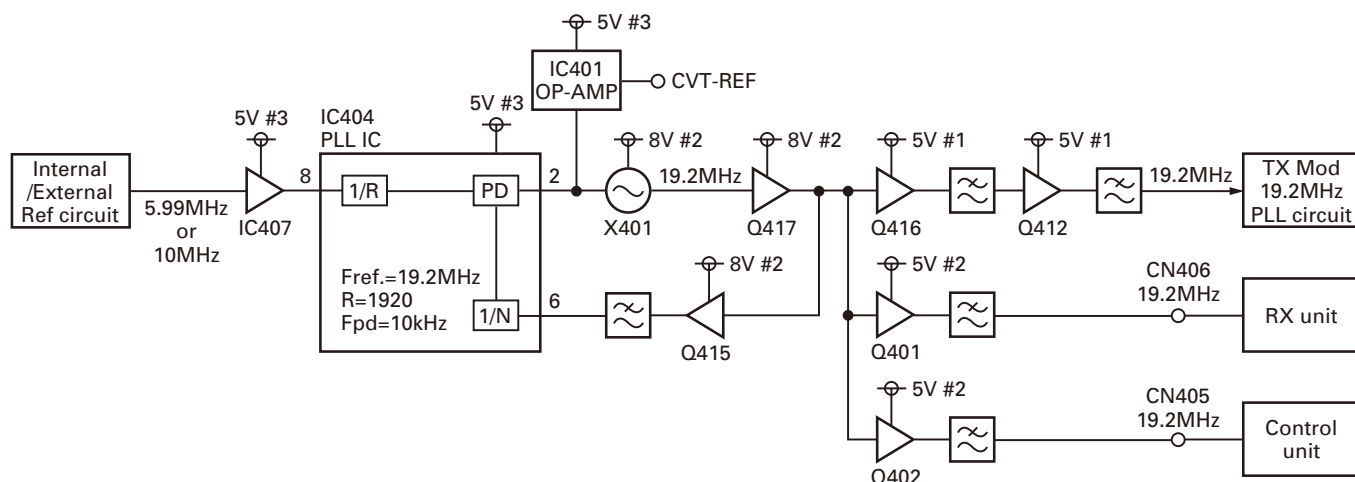 5V #3
IC401
OP-AMP
CVT-REF
5V #3
IC404
PLL IC
5V #3
8V #2
8V #2
5V #1
5V #1
Internal
/External
Ref circuit
8
1/R
PD
2
19.2MHz
19.2MHz
TX Mod
19.2MHz
PLL circuit
5.99MHz
or
10MHz
IC407
X401
Q417
Q416
Q412
Fref.=19.2MHz
R=1920
Fpd=10kHz
1/N
6
8V #2
Q415
5V #2
Q401
CN406
19.2MHz
RX unit
5V #2
Q402
CN405
19.2MHz
Control
unit